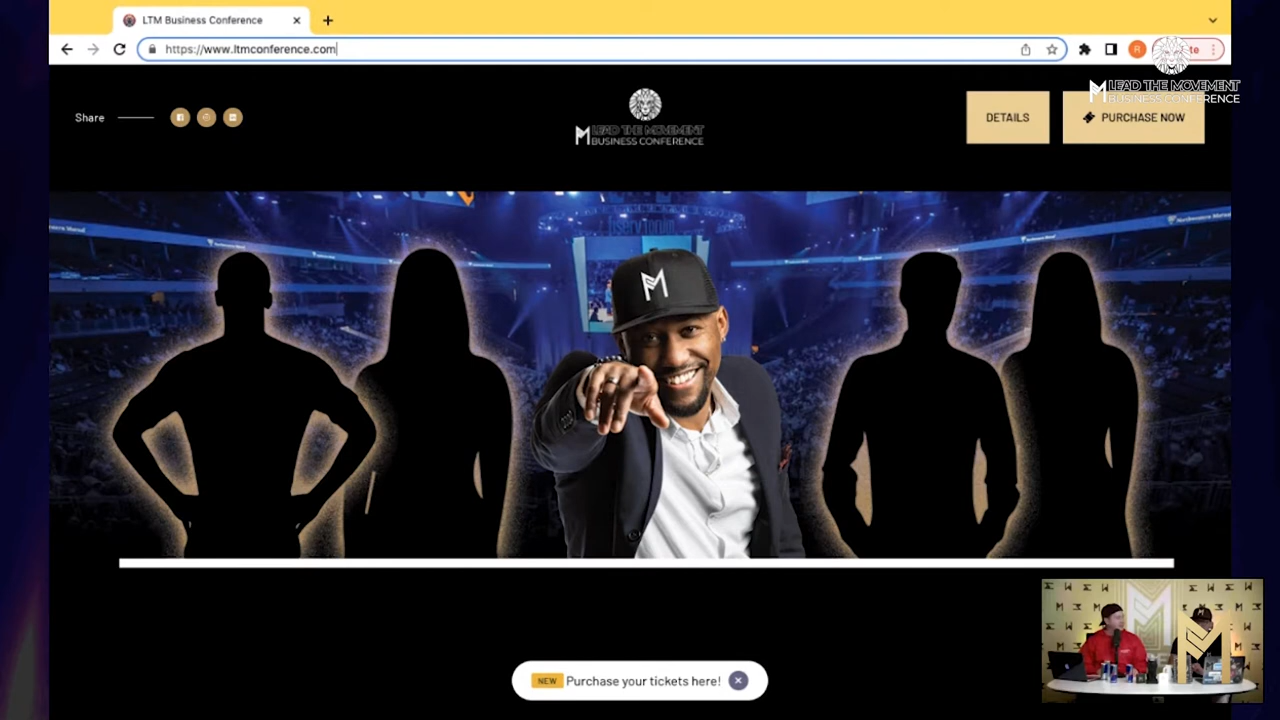 LTM Business Conference
https://www.ltmconference.com
R
te
LEAD THE MOVEMENT
BUSINESS CONFERENCE
Share
LEAD THE MOVEMENT
BUSINESS CONFERENCE
DETAILS
PURCHASE NOW
NEW Purchase your tickets here!